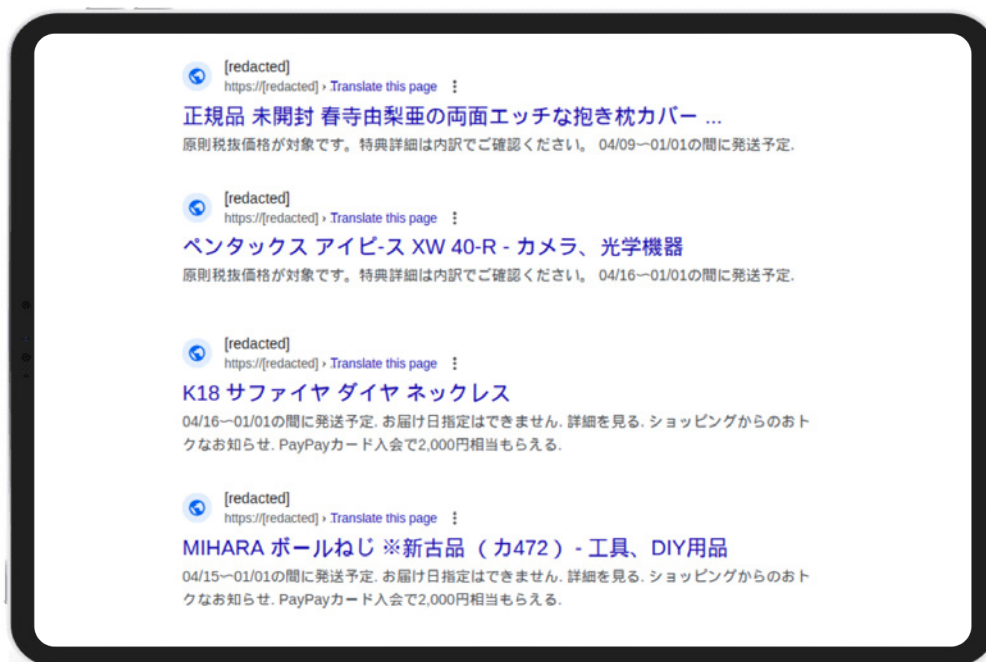 [redacted]
https://[redacted] › Translate this page
正規品 未開封 春寺由梨亜の両面エッチな抱き枕カバー ...
原則税抜価格が対象です。特典詳細は内訳でご確認ください。 04/09〜01/01の間に発送予定.
[redacted]
https://[redacted] › Translate this page
ペンタックス アイピ-ス XW 40-R - カメラ、光学機器
原則税抜価格が対象です。特典詳細は内訳でご確認ください。 04/16〜01/01の間に発送予定.
[redacted]
https://[redacted] › Translate this page
K18 サファイヤ ダイヤ ネックレス
04/16〜01/01の間に発送予定. お届け日指定はできません. 詳細を見る. ショッピングからのおト
クなお知らせ. PayPayカード入会で2,000円相当もらえる.
[redacted]
https://[redacted] › Translate this page
MIHARA ボールねじ ※新古品 （ カ472 ） - 工具、DIY用品
04/15〜01/01の間に発送予定. お届け日指定はできません. 詳細を見る. ショッピングからのおト
クなお知らせ. PayPayカード入会で2,000円相当もらえる.